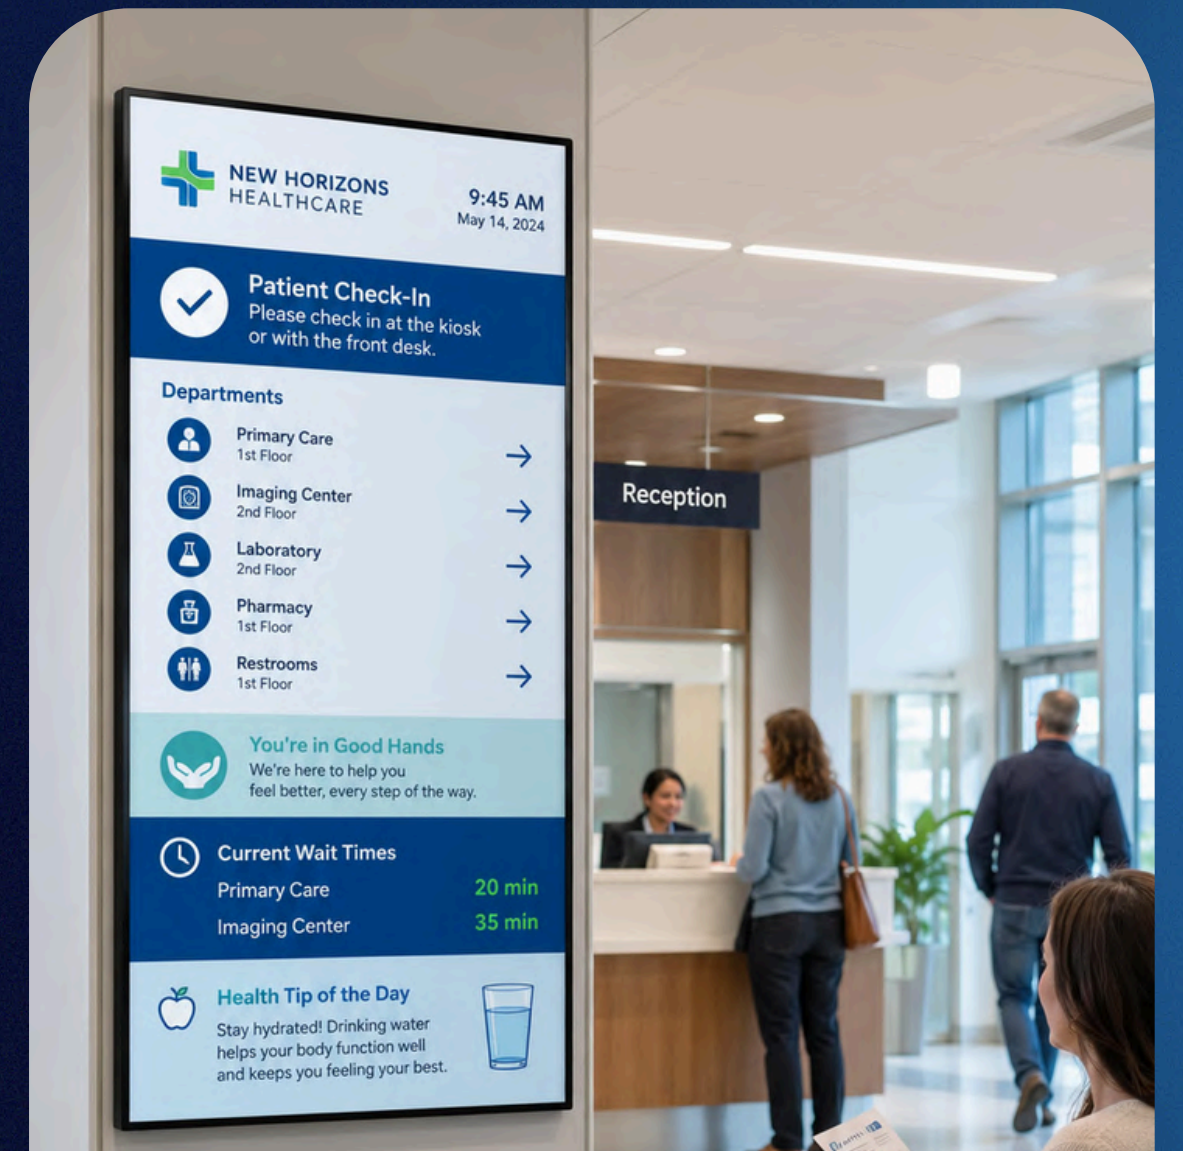 NEW HORIZONS
HEALTHCARE
9:45 AM
May 14, 2024
Patient Check-In
Please check in at the kiosk
or with the front desk.
Departments
Primary Care
1st Floor
Imaging Center
2nd Floor
Laboratory
2nd Floor
Pharmacy
1st Floor
Restrooms
1st Floor
You're in Good Hands
We're here to help you
feel better, every step of the way.
Current Wait Times
Primary Care 20 min
Imaging Center 35 min
Health Tip of the Day
Stay hydrated! Drinking water
helps your body function well
and keeps you feeling your best.
Reception